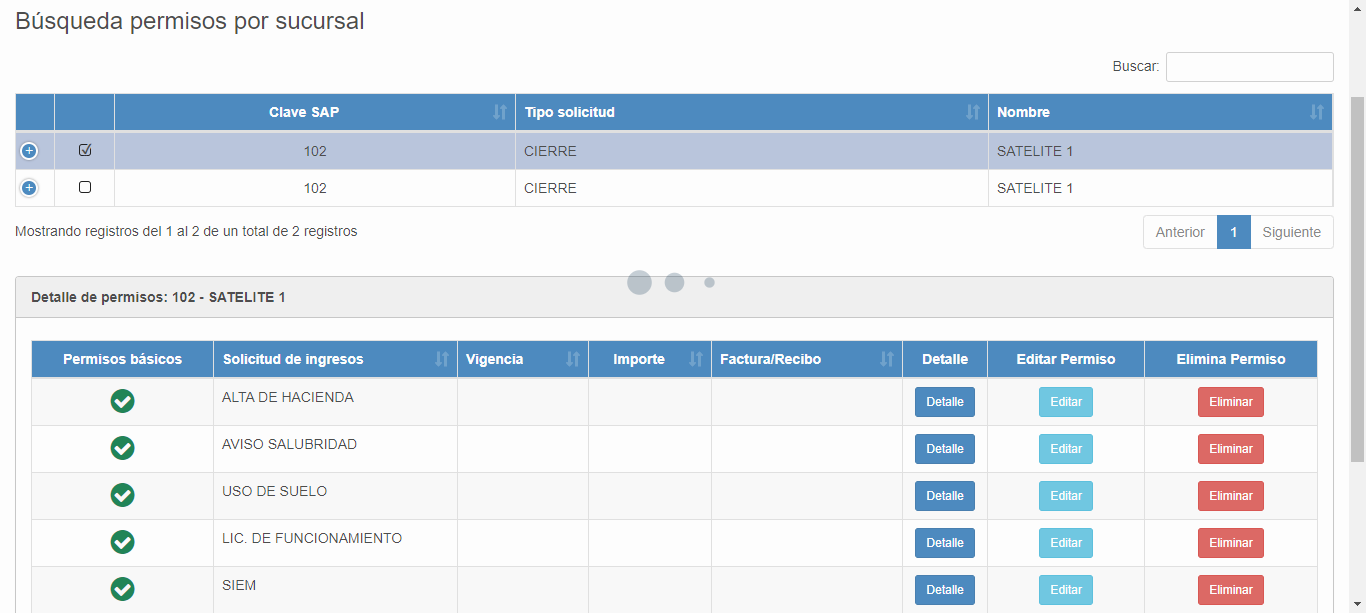 Búsqueda permisos por sucursal
Buscar:
Clave SAP Tipo solicitud Nombre
102 CIERRE SATELITE 1
102 CIERRE SATELITE 1
Mostrando registros del 1 al 2 de un total de 2 registros
Anterior 1 Siguiente
Detalle de permisos: 102 - SATELITE 1
Permisos básicos Solicitud de ingresos Vigencia Importe Factura/Recibo Detalle Editar Permiso Elimina Permiso
ALTA DE HACIENDA Detalle Editar Eliminar
AVISO SALUBRIDAD Detalle Editar Eliminar
USO DE SUELO Detalle Editar Eliminar
LIC. DE FUNCIONAMIENTO Detalle Editar Eliminar
SIEM Detalle Editar Eliminar